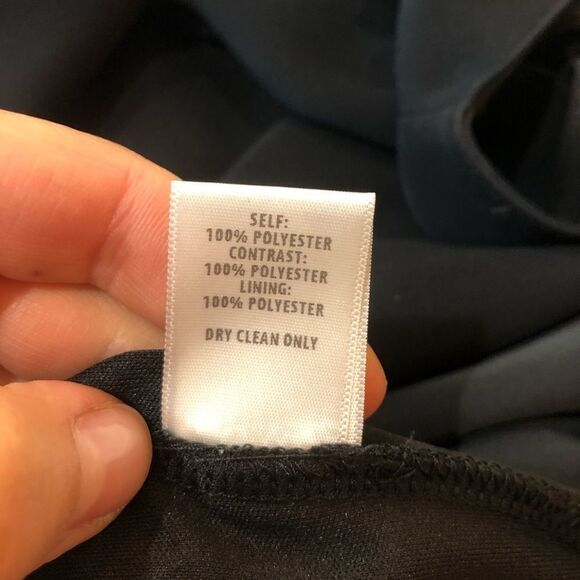 SELF:
100% POLYESTER
CONTRAST:
100% POLYESTER
LINING:
100% POLYESTER
DRY CLEAN ONLY